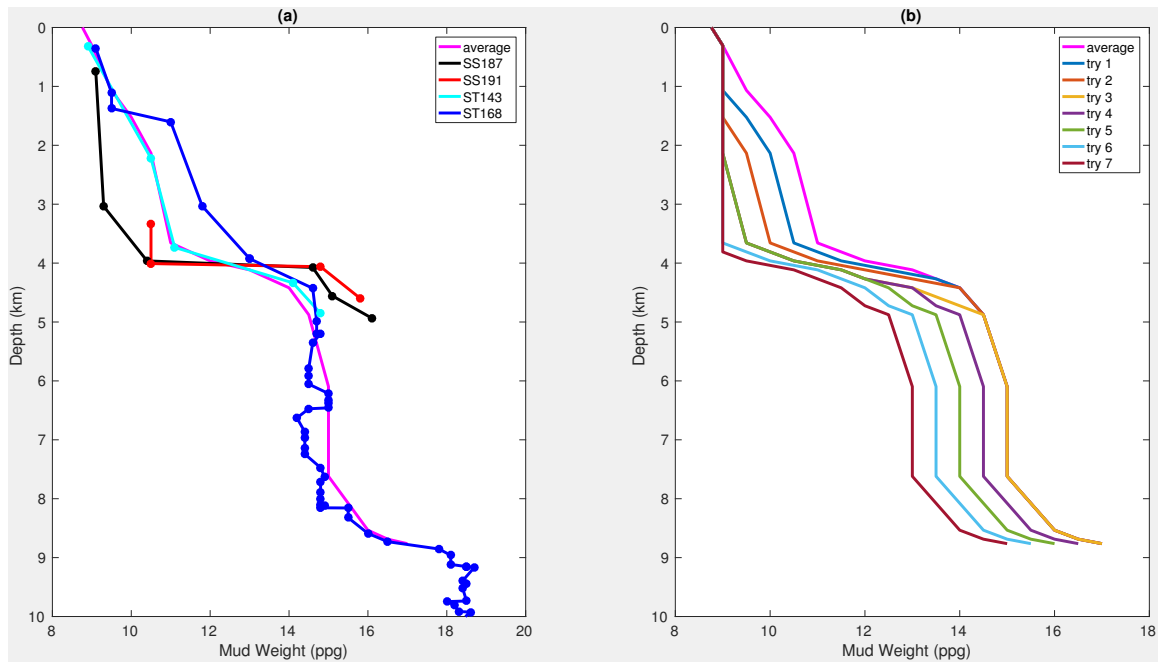 (a)
average
SS187
SS191
ST143
ST168
0
1
2
3
4
5
6
7
8
9
10
Depth (km)
8
10
12
14
16
18
20
Mud Weight (ppg)
(b)
average
try 1
try 2
try 3
try 4
try 5
try 6
try 7
0
1
2
3
4
5
6
7
8
9
10
Depth (km)
8
10
12
14
16
18
Mud Weight (ppg)